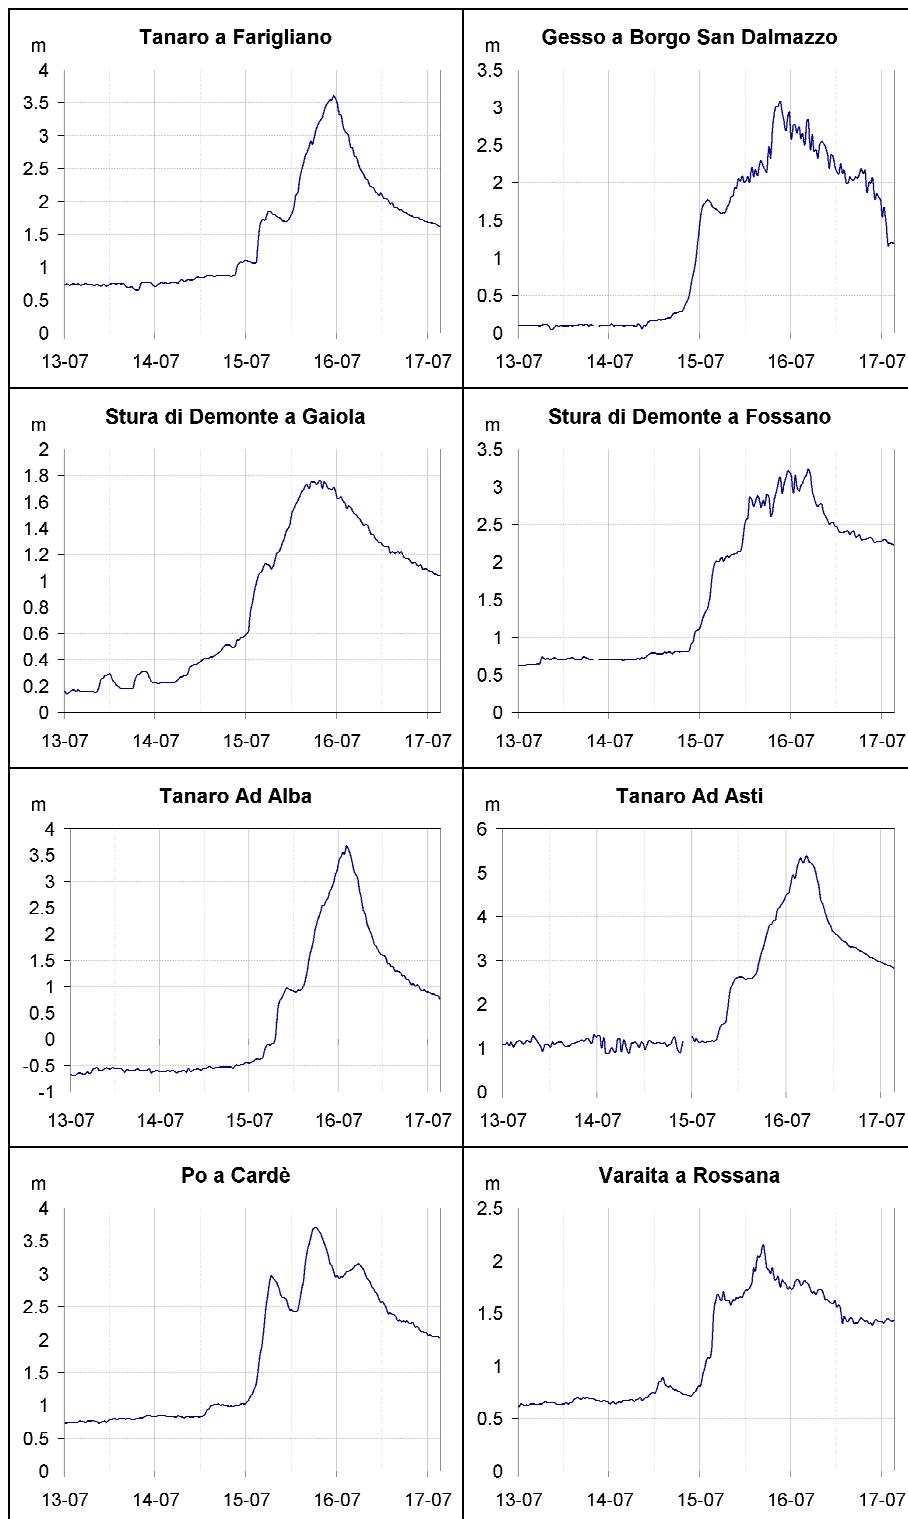 Tanaro a Farigliano
m
4
3.5
3
2.5
2
1.5
1
0.5
0
13-07 14-07 15-07 16-07 17-07
Gesso a Borgo San Dalmazzo
m
3.5
3
2.5
2
1.5
1
0.5
0
13-07 14-07 15-07 16-07 17-07
Stura di Demonte a Gaiola
m
2
1.8
1.6
1.4
1.2
1
0.8
0.6
0.4
0.2
0
13-07 14-07 15-07 16-07 17-07
Stura di Demonte a Fossano
m
3.5
3
2.5
2
1.5
1
0.5
0
13-07 14-07 15-07 16-07 17-07
Tanaro Ad Alba
m
4
3.5
3
2.5
2
1.5
1
0.5
0
-0.5
-1
13-07 14-07 15-07 16-07 17-07
Tanaro Ad Asti
m
6
5
4
3
2
1
0
13-07 14-07 15-07 16-07 17-07
Po a Cardè
m
4
3.5
3
2.5
2
1.5
1
0.5
0
13-07 14-07 15-07 16-07 17-07
Varaita a Rossana
m
2.5
2
1.5
1
0.5
0
13-07 14-07 15-07 16-07 17-07